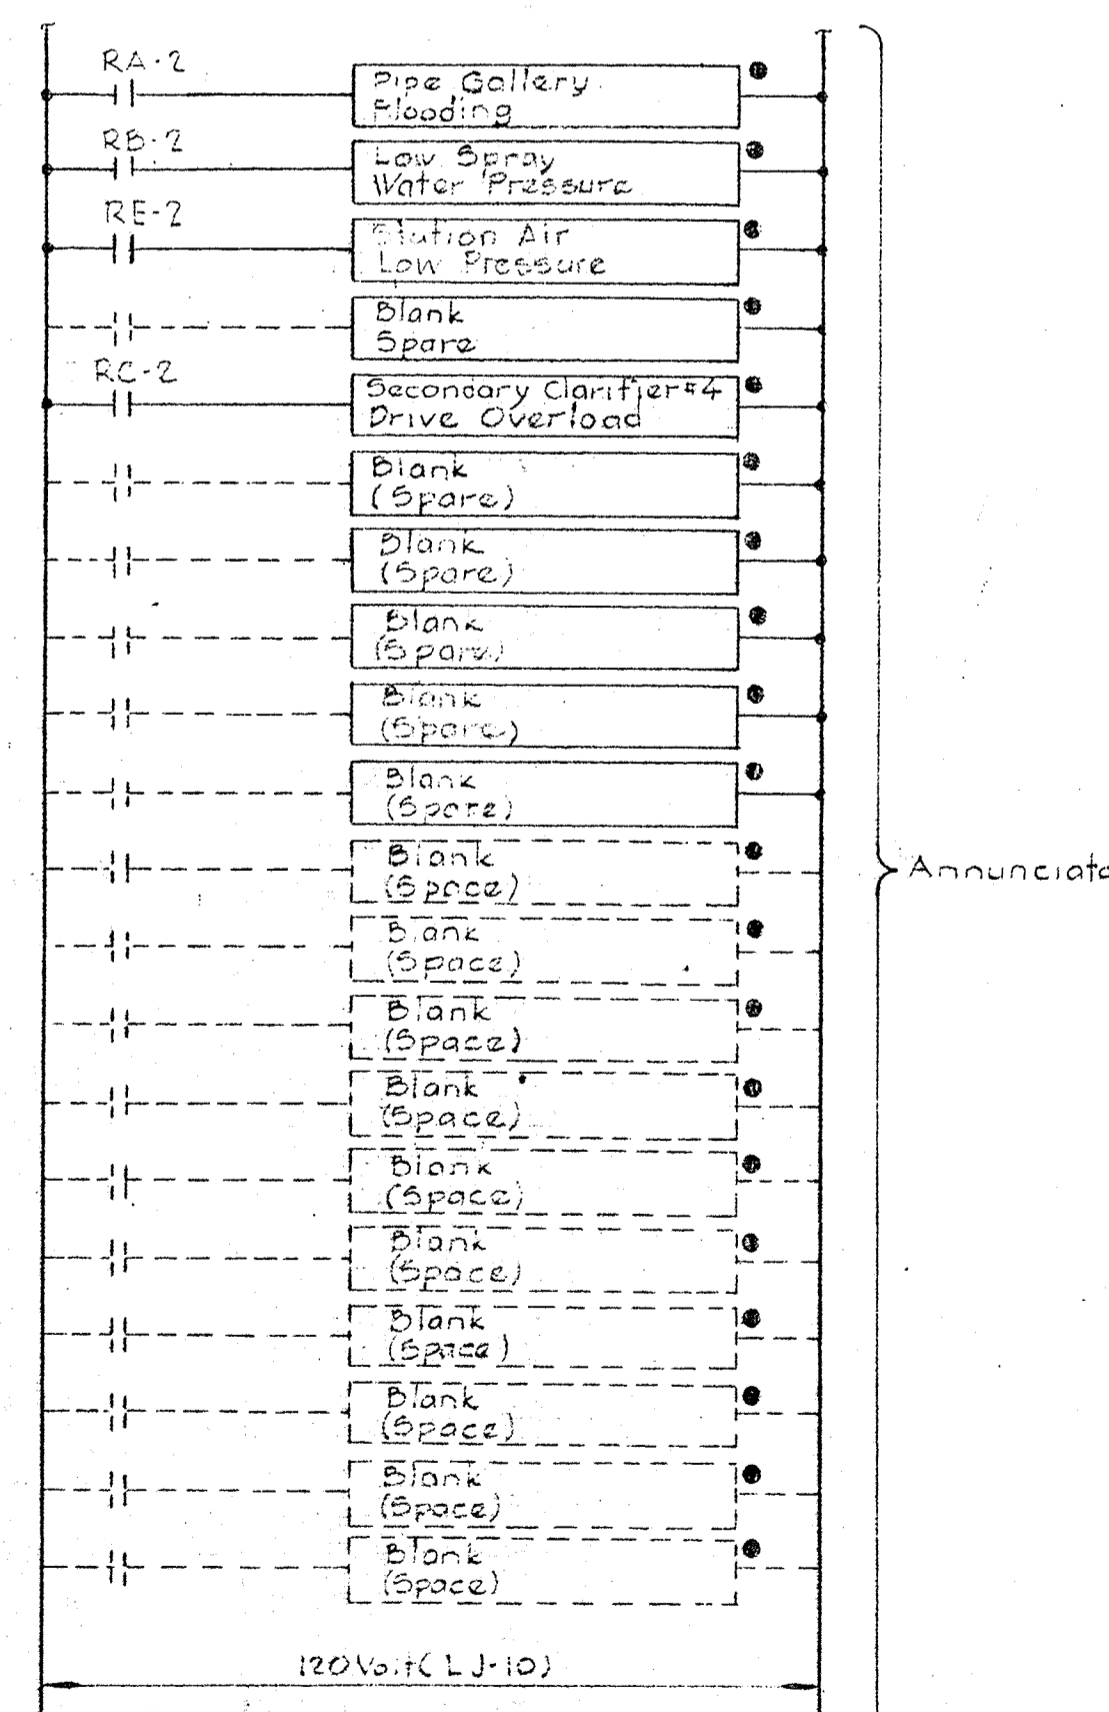 RA-2
Pipe Gallery
Flooding
RB-2
Low Spray
Water Pressure
RE-2
Station Air
Low Pressure
Blank
Spare
RC-2
Secondary Clarifier #4
Drive Overload
Blank
(Spare)
Blank
(Spare)
Blank
(Spare)
Blank
(Spare)
Blank
(Spare)
Blank
(Space)
Annunciato
Blank
(Space)
Blank
(Space)
Blank
(Space)
Blank
(Space)
Blank
(Space)
Blank
(Space)
Blank
(Space)
Blank
(Space)
Blank
(Space)
120 Volt (LJ-10)